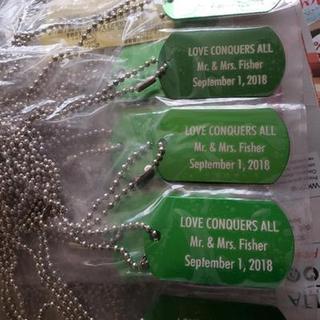 LOVE CONQUERS ALL
Mr. & Mrs. Fisher
September 1, 2018
LOVE CONQUERS ALL
Mr. & Mrs. Fisher
September 1, 2018
LOVE CONQUERS ALL
Mr. & Mrs. Fisher
September 1, 2018